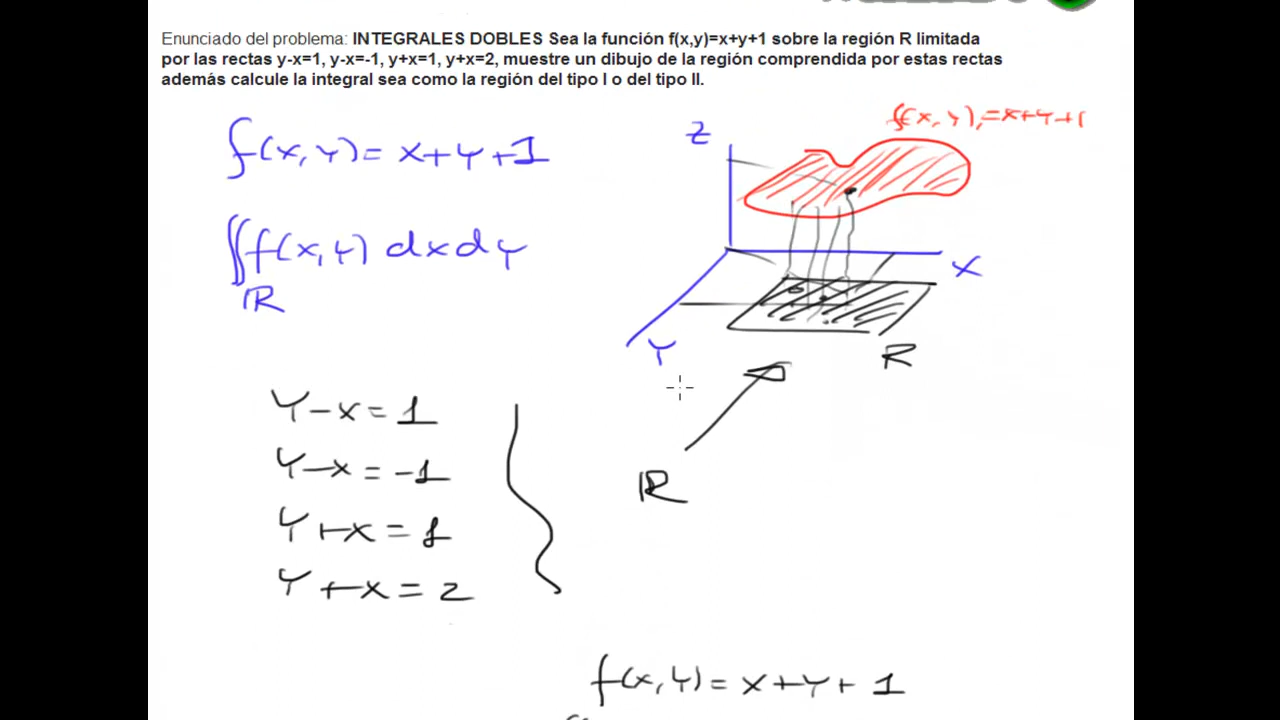 Enunciado del problema: INTEGRALES DOBLES Sea la función f(x,y)=x+y+1 sobre la región R limitada
por las rectas y-x=1, y-x=-1, y+x=1, y+x=2, muestre un dibujo de la región comprendida por estas rectas
además calcule la integral sea como la región del tipo I o del tipo II.
f(x,y)=x+y+1
Z
f(x,y)=x+y+1
∬f(x,y) dxdy
R
X
Y
R
R
Y-x=1
Y-x=-1
Y+x=1
Y+x=2
f(x,y)=x+y+1